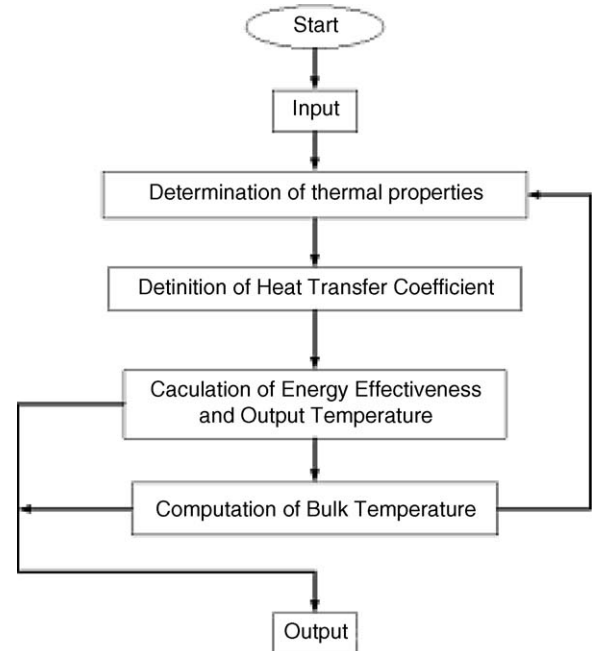 Start
Input
Determination of thermal properties
Detinition of Heat Transfer Coefficient
Caculation of Energy Effectiveness
and Output Temperature
Computation of Bulk Temperature
Output